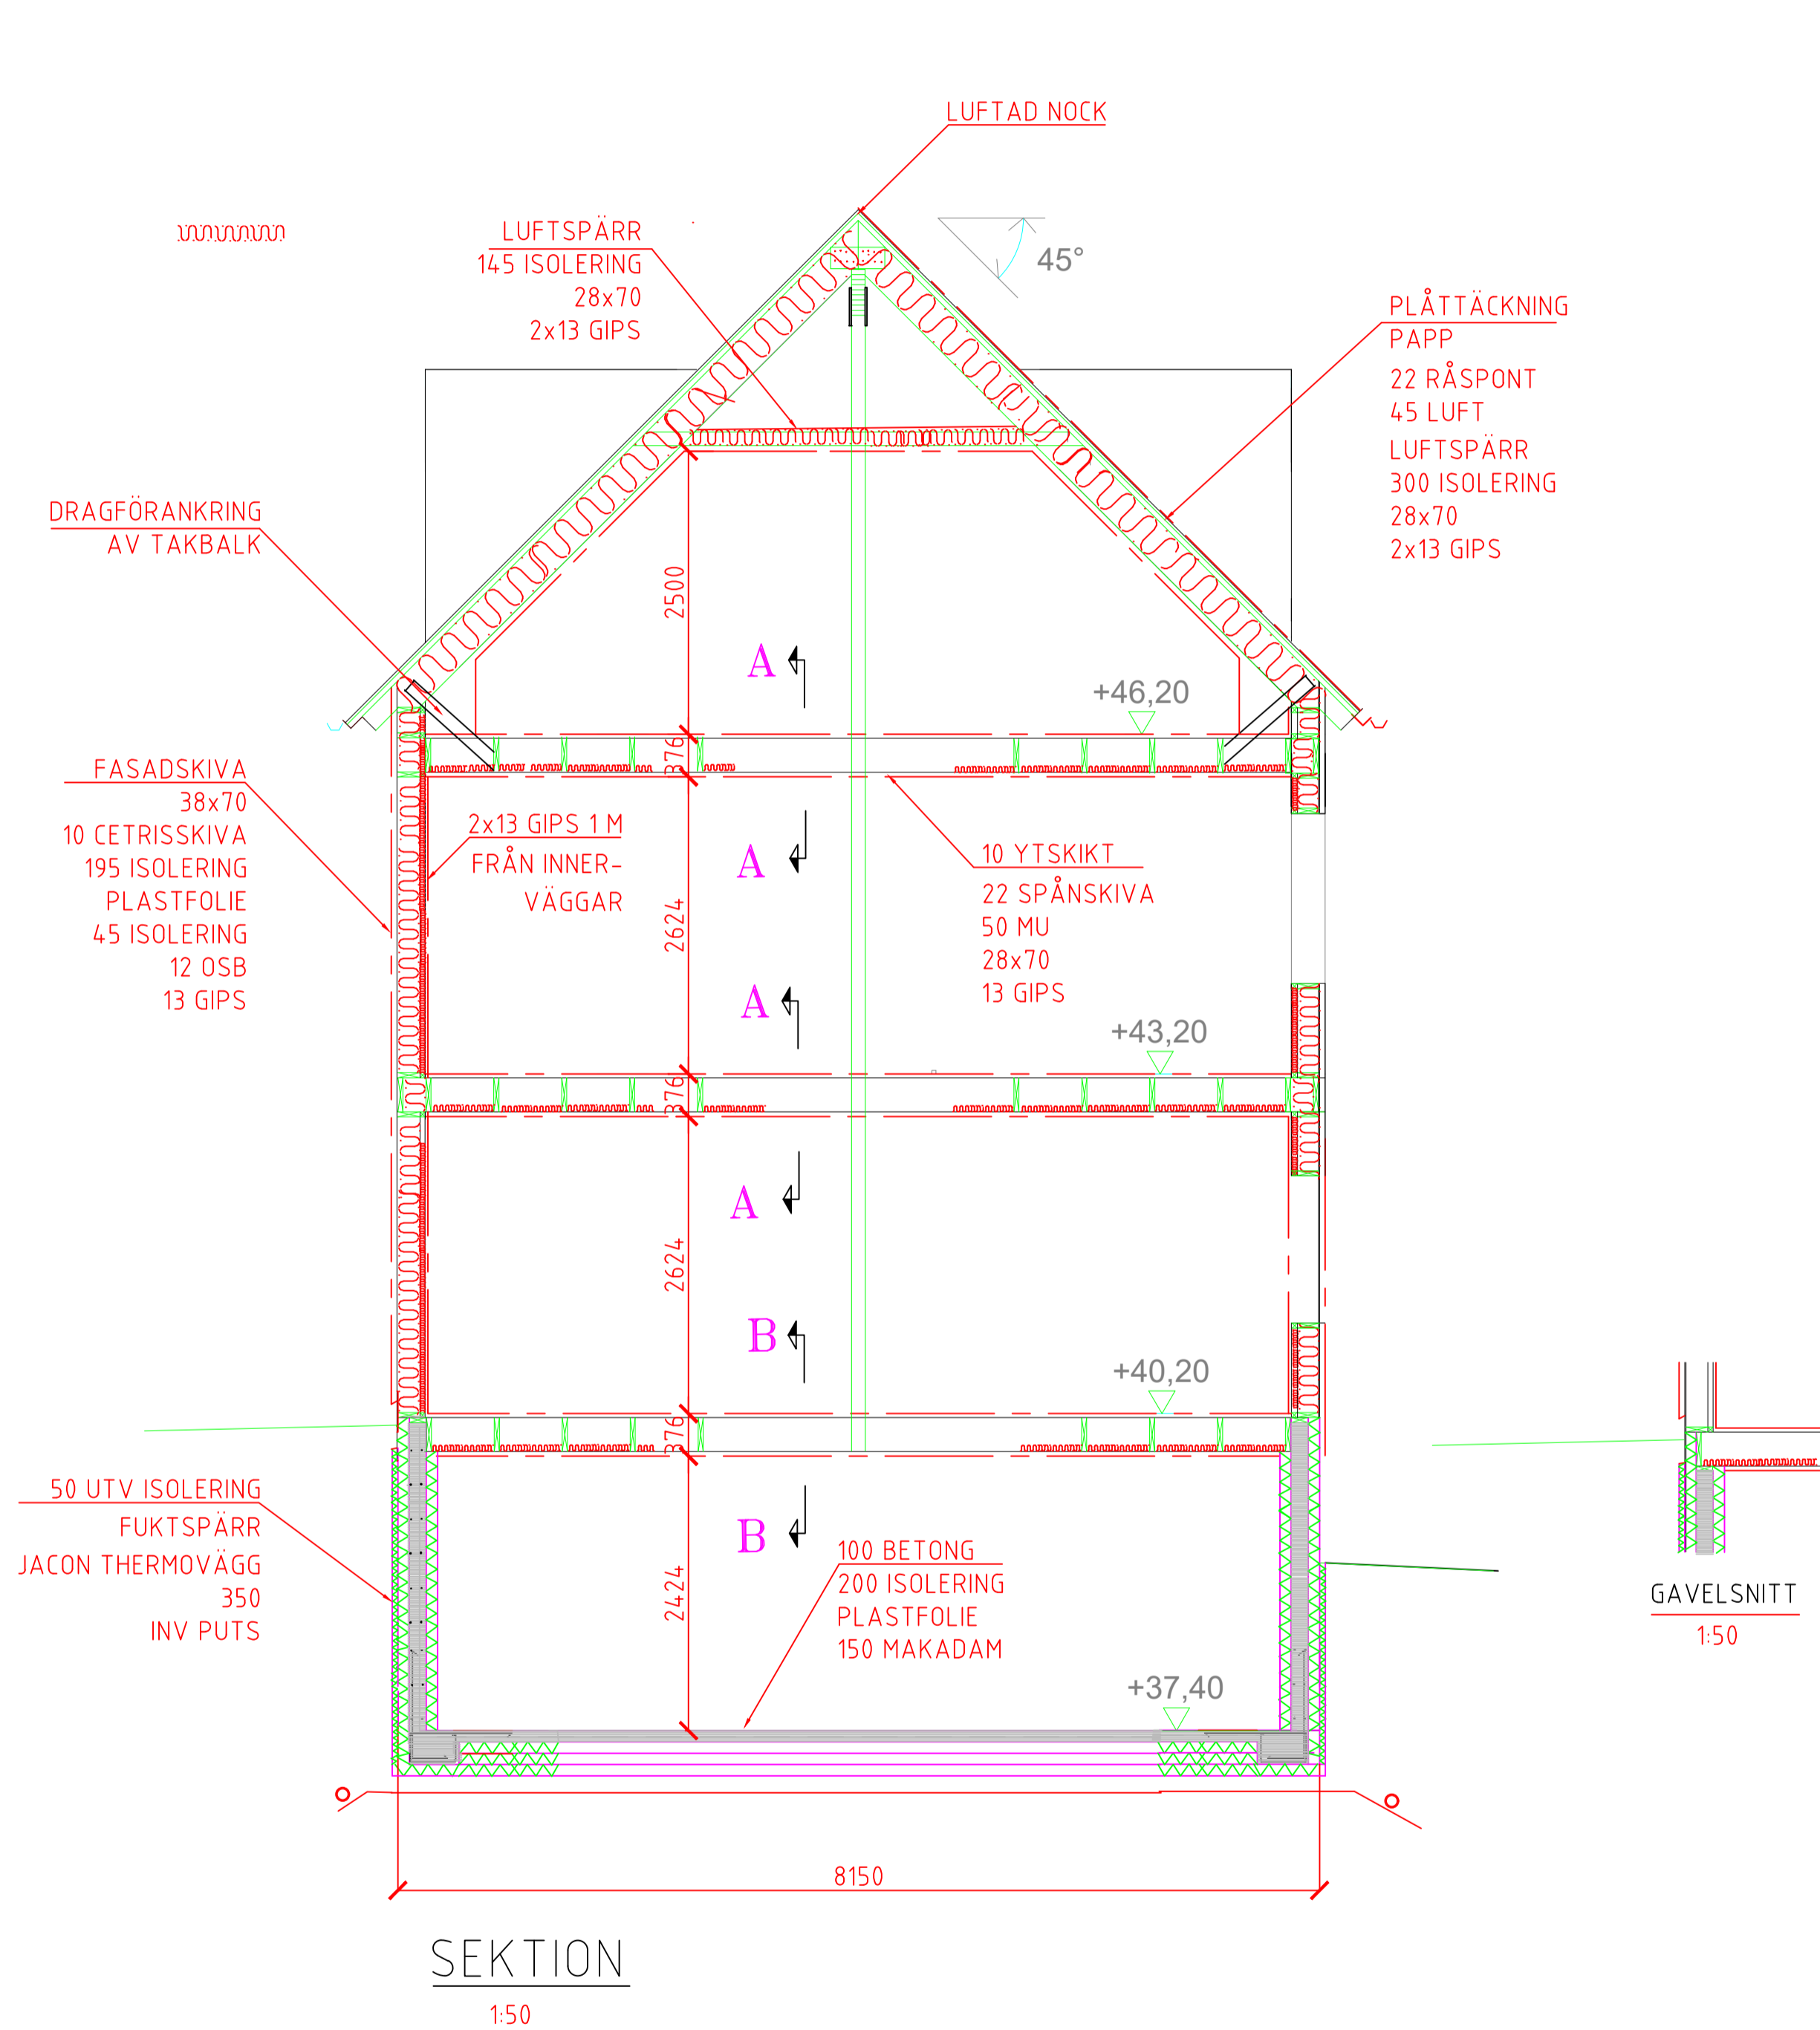 LUFTAD NOCK
LUFTSPÄRR
145 ISOLERING
28x70
2x13 GIPS
45°
PLÅTTÄCKNING
PAPP
22 RÅSPONT
45 LUFT
LUFTSPÄRR
300 ISOLERING
28x70
2x13 GIPS
DRAGFÖRANKRING
AV TAKBALK
2500
A
+46,20
376
FASADSKIVA
38x70
10 CETRISSKIVA
195 ISOLERING
PLASTFOLIE
45 ISOLERING
12 OSB
13 GIPS
2x13 GIPS 1 M
FRÅN INNER-
VÄGGAR
A
10 YTSKIKT
22 SPÅNSKIVA
50 MU
28x70
13 GIPS
2624
A
+43,20
376
A
2624
B
+40,20
376
50 UTV ISOLERING
FUKTSPÄRR
JACON THERMOVÄGG
350
INV PUTS
B
100 BETONG
200 ISOLERING
PLASTFOLIE
150 MAKADAM
2424
+37,40
GAVELSNITT
1:50
8150
SEKTION
1:50